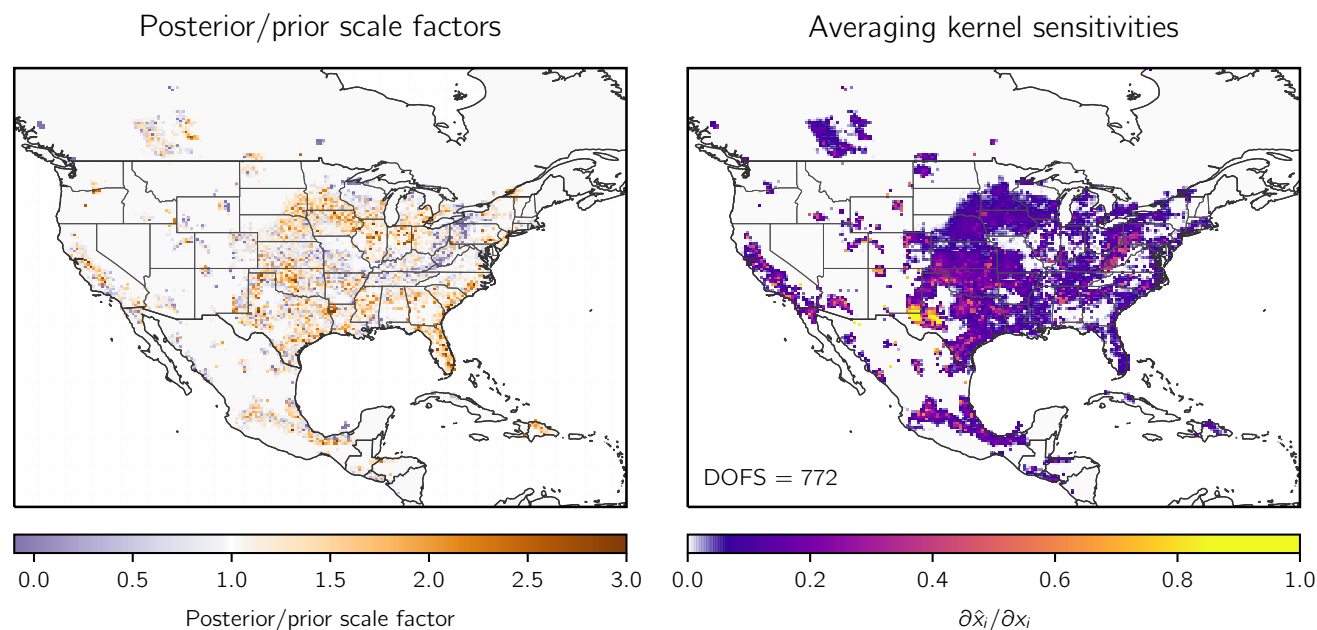 Posterior/prior scale factors
Averaging kernel sensitivities
DOFS = 772
0.0 0.5 1.0 1.5 2.0 2.5 3.0
Posterior/prior scale factor
0.0 0.2 0.4 0.6 0.8 1.0
∂x̂ᵢ/∂xᵢ